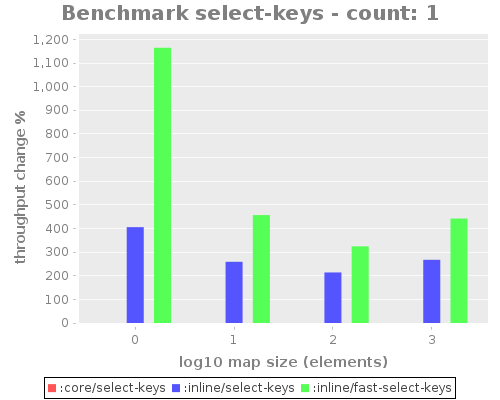 Benchmark select-keys - count: 1
throughput change %
1,200
1,100
1,000
900
800
700
600
500
400
300
200
100
0
0 1 2 3
log10 map size (elements)
:core/select-keys :inline/select-keys :inline/fast-select-keys